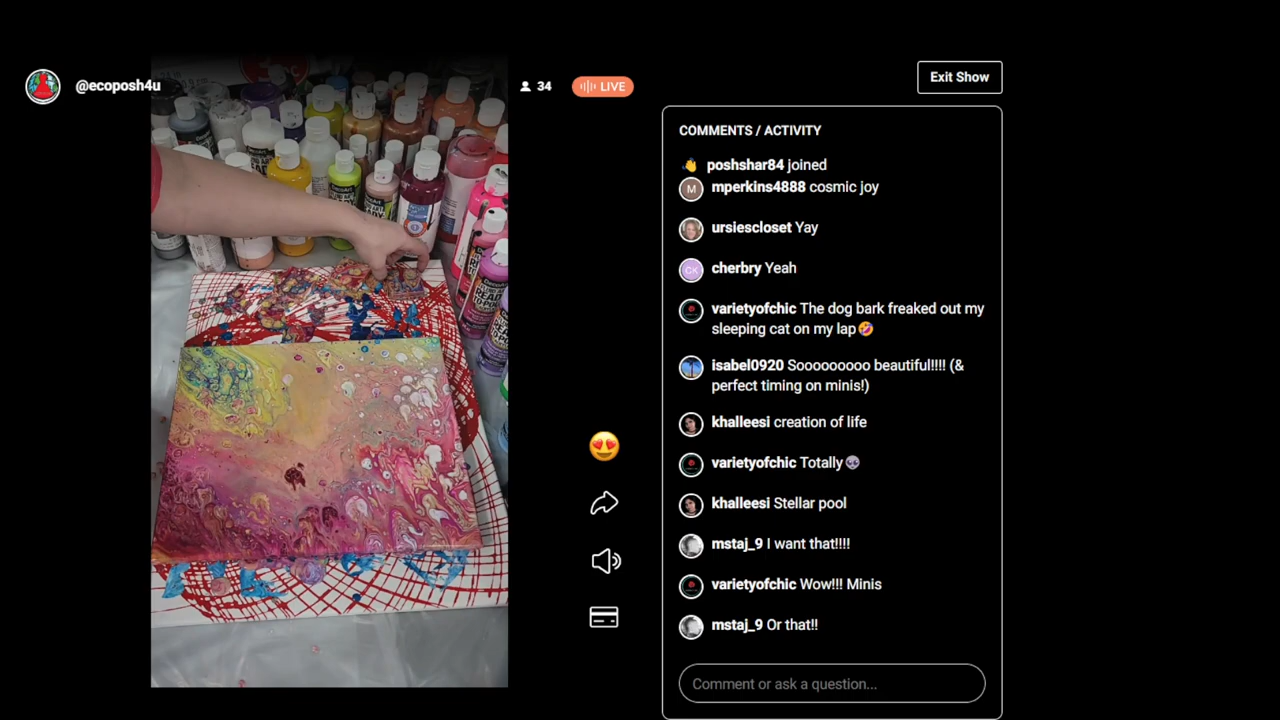 @ecoposh4u
34
LIVE
Exit Show
COMMENTS / ACTIVITY
👋 poshshar84 joined
M mperkins4888 cosmic joy
ursiescloset Yay
CK cherbry Yeah
varietyofchic The dog bark freaked out my
sleeping cat on my lap🤣
isabel0920 Sooooooooo beautiful!!!! (&
perfect timing on minis!)
khalleesi creation of life
varietyofchic Totally👽
khalleesi Stellar pool
mstaj_9 I want that!!!!
varietyofchic Wow!!! Minis
mstaj_9 Or that!!
Comment or ask a question...